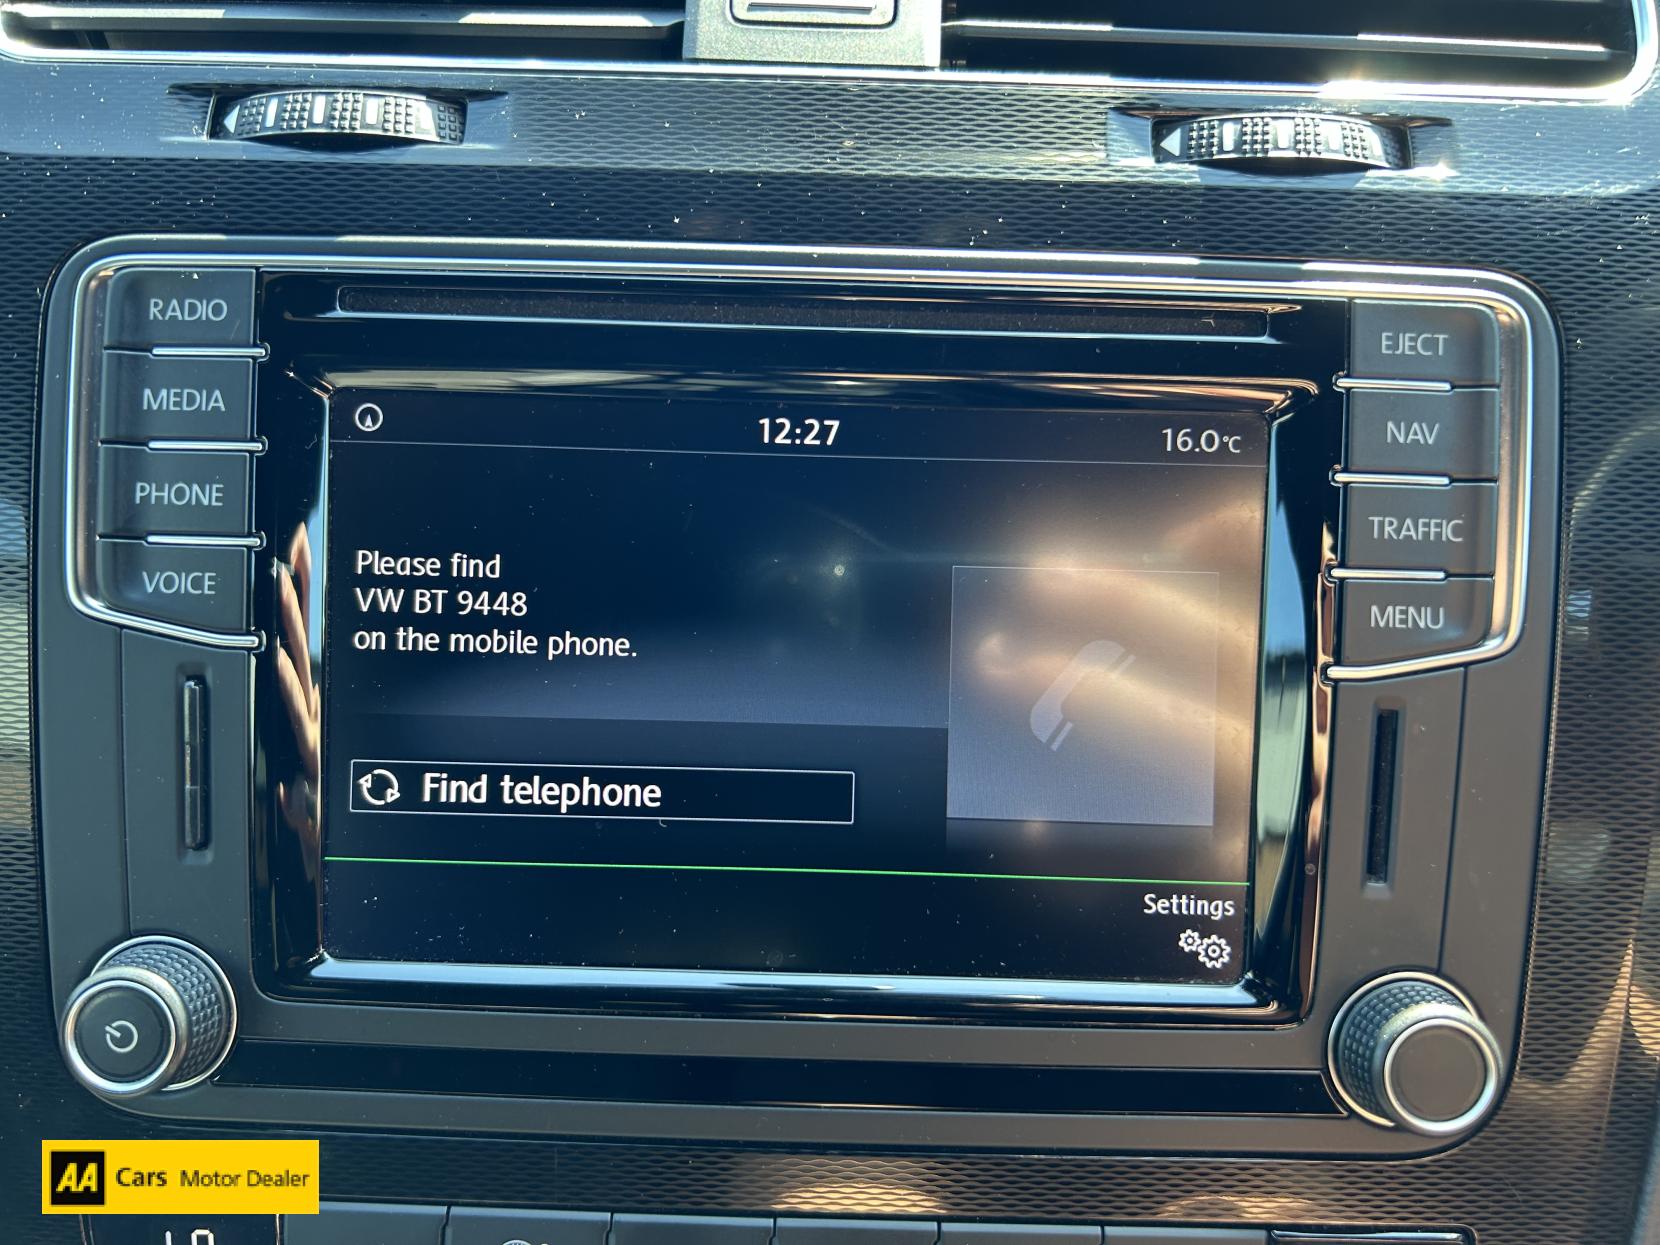 RADIO
MEDIA
PHONE
VOICE
12:27
16.0°C
Please find
VW BT 9448
on the mobile phone.
Find telephone
Settings
EJECT
NAV
TRAFFIC
MENU
AA Cars Motor Dealer